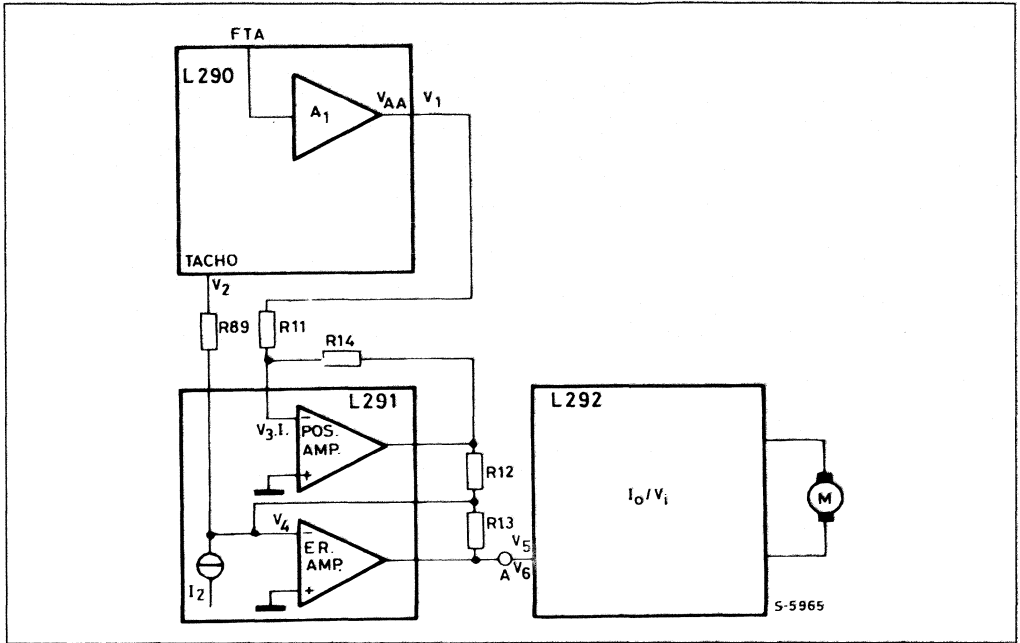 FTA
L290
A1
VAA V1
TACHO
V2
R89
R11
R14
L291
L292
V3.I.
POS.
AMP.
R12
Io/Vi
M
V4
R13
ER.
AMP.
V5
A V6
I2
S-5965